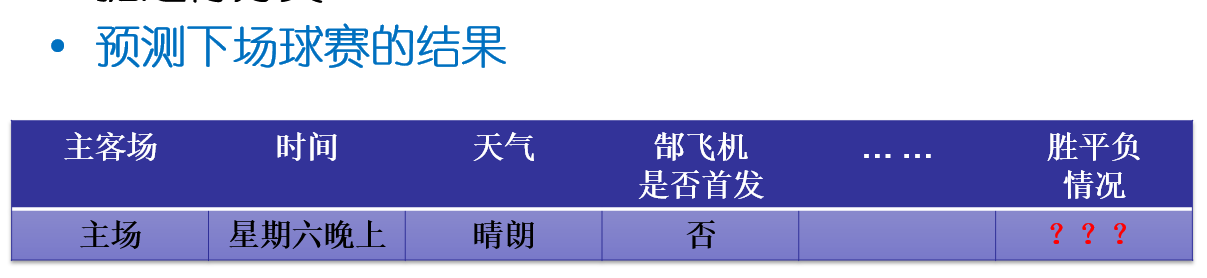 预测下场球赛的结果
主客场 时间 天气 郜飞机 … … 胜平负
是否首发 情况
主场 星期六晚上 晴朗 否 ？？？